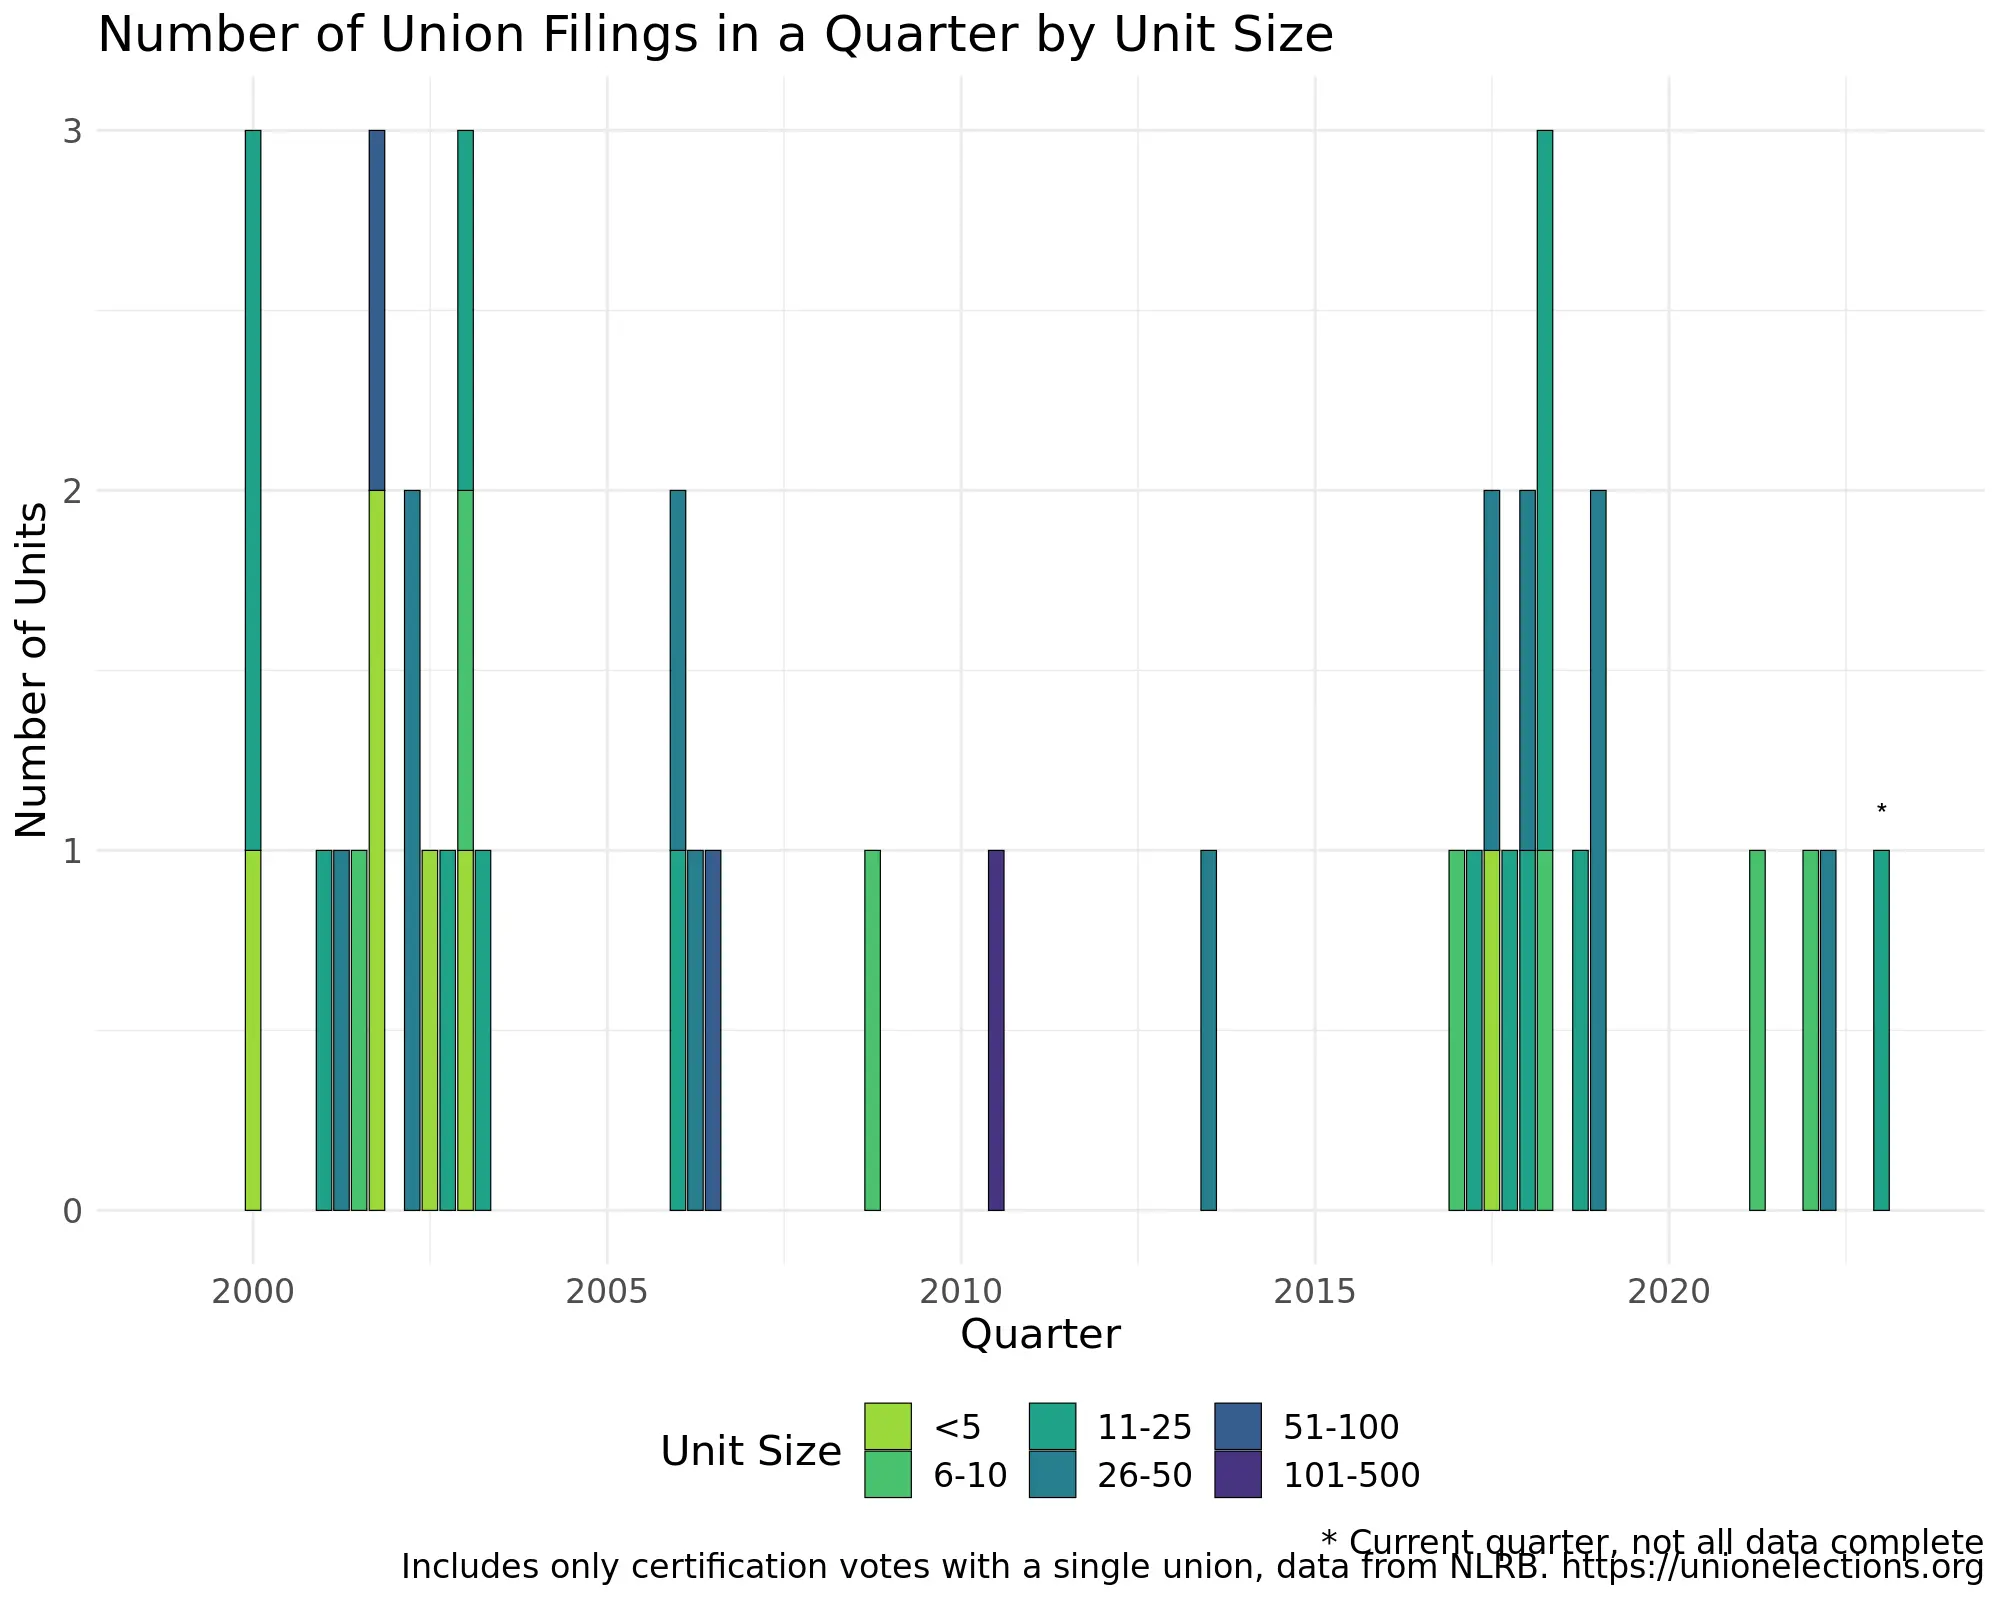 Number of Union Filings in a Quarter by Unit Size
Number of Units
3
2
1
0
*
2000 2005 2010 2015 2020
Quarter
Unit Size
<5 11-25 51-100
6-10 26-50 101-500
* Current quarter, not all data complete
Includes only certification votes with a single union, data from NLRB. https://unionelections.org